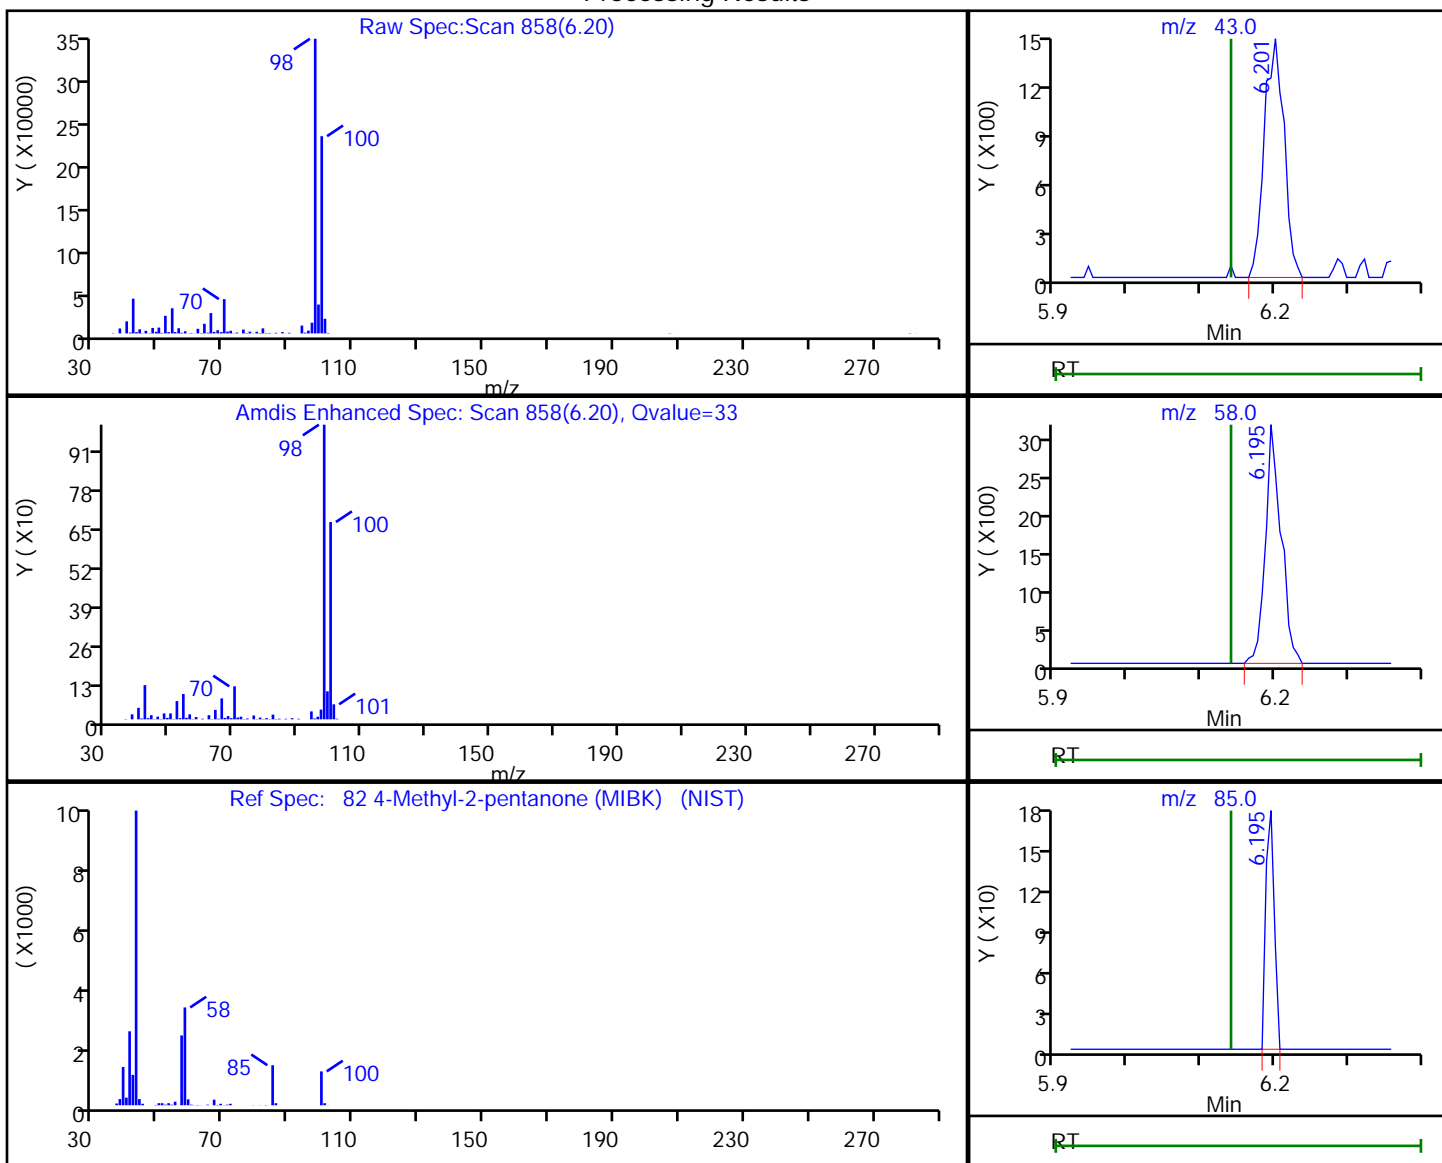 Processing Results
Raw Spec:Scan 858(6.20)
Y ( X10000)
35
30
25
20
15
10
5
0
98
100
70
30 70 110 150 190 230 270
m/z
m/z 43.0
Y ( X100)
15
12
9
6
3
0
6.201
5.9 6.2
Min
RT
Amdis Enhanced Spec: Scan 858(6.20), Qvalue=33
Y ( X10)
91
78
65
52
39
26
13
0
98
100
70
101
30 70 110 150 190 230 270
m/z
m/z 58.0
Y ( X100)
30
25
20
15
10
5
0
6.195
5.9 6.2
Min
RT
Ref Spec: 82 4-Methyl-2-pentanone (MIBK) (NIST)
( X1000)
10
8
6
4
2
0
58
85
100
30 70 110 150 190 230 270
m/z 85.0
Y ( X10)
18
15
12
9
6
3
0
6.195
5.9 6.2
Min
RT